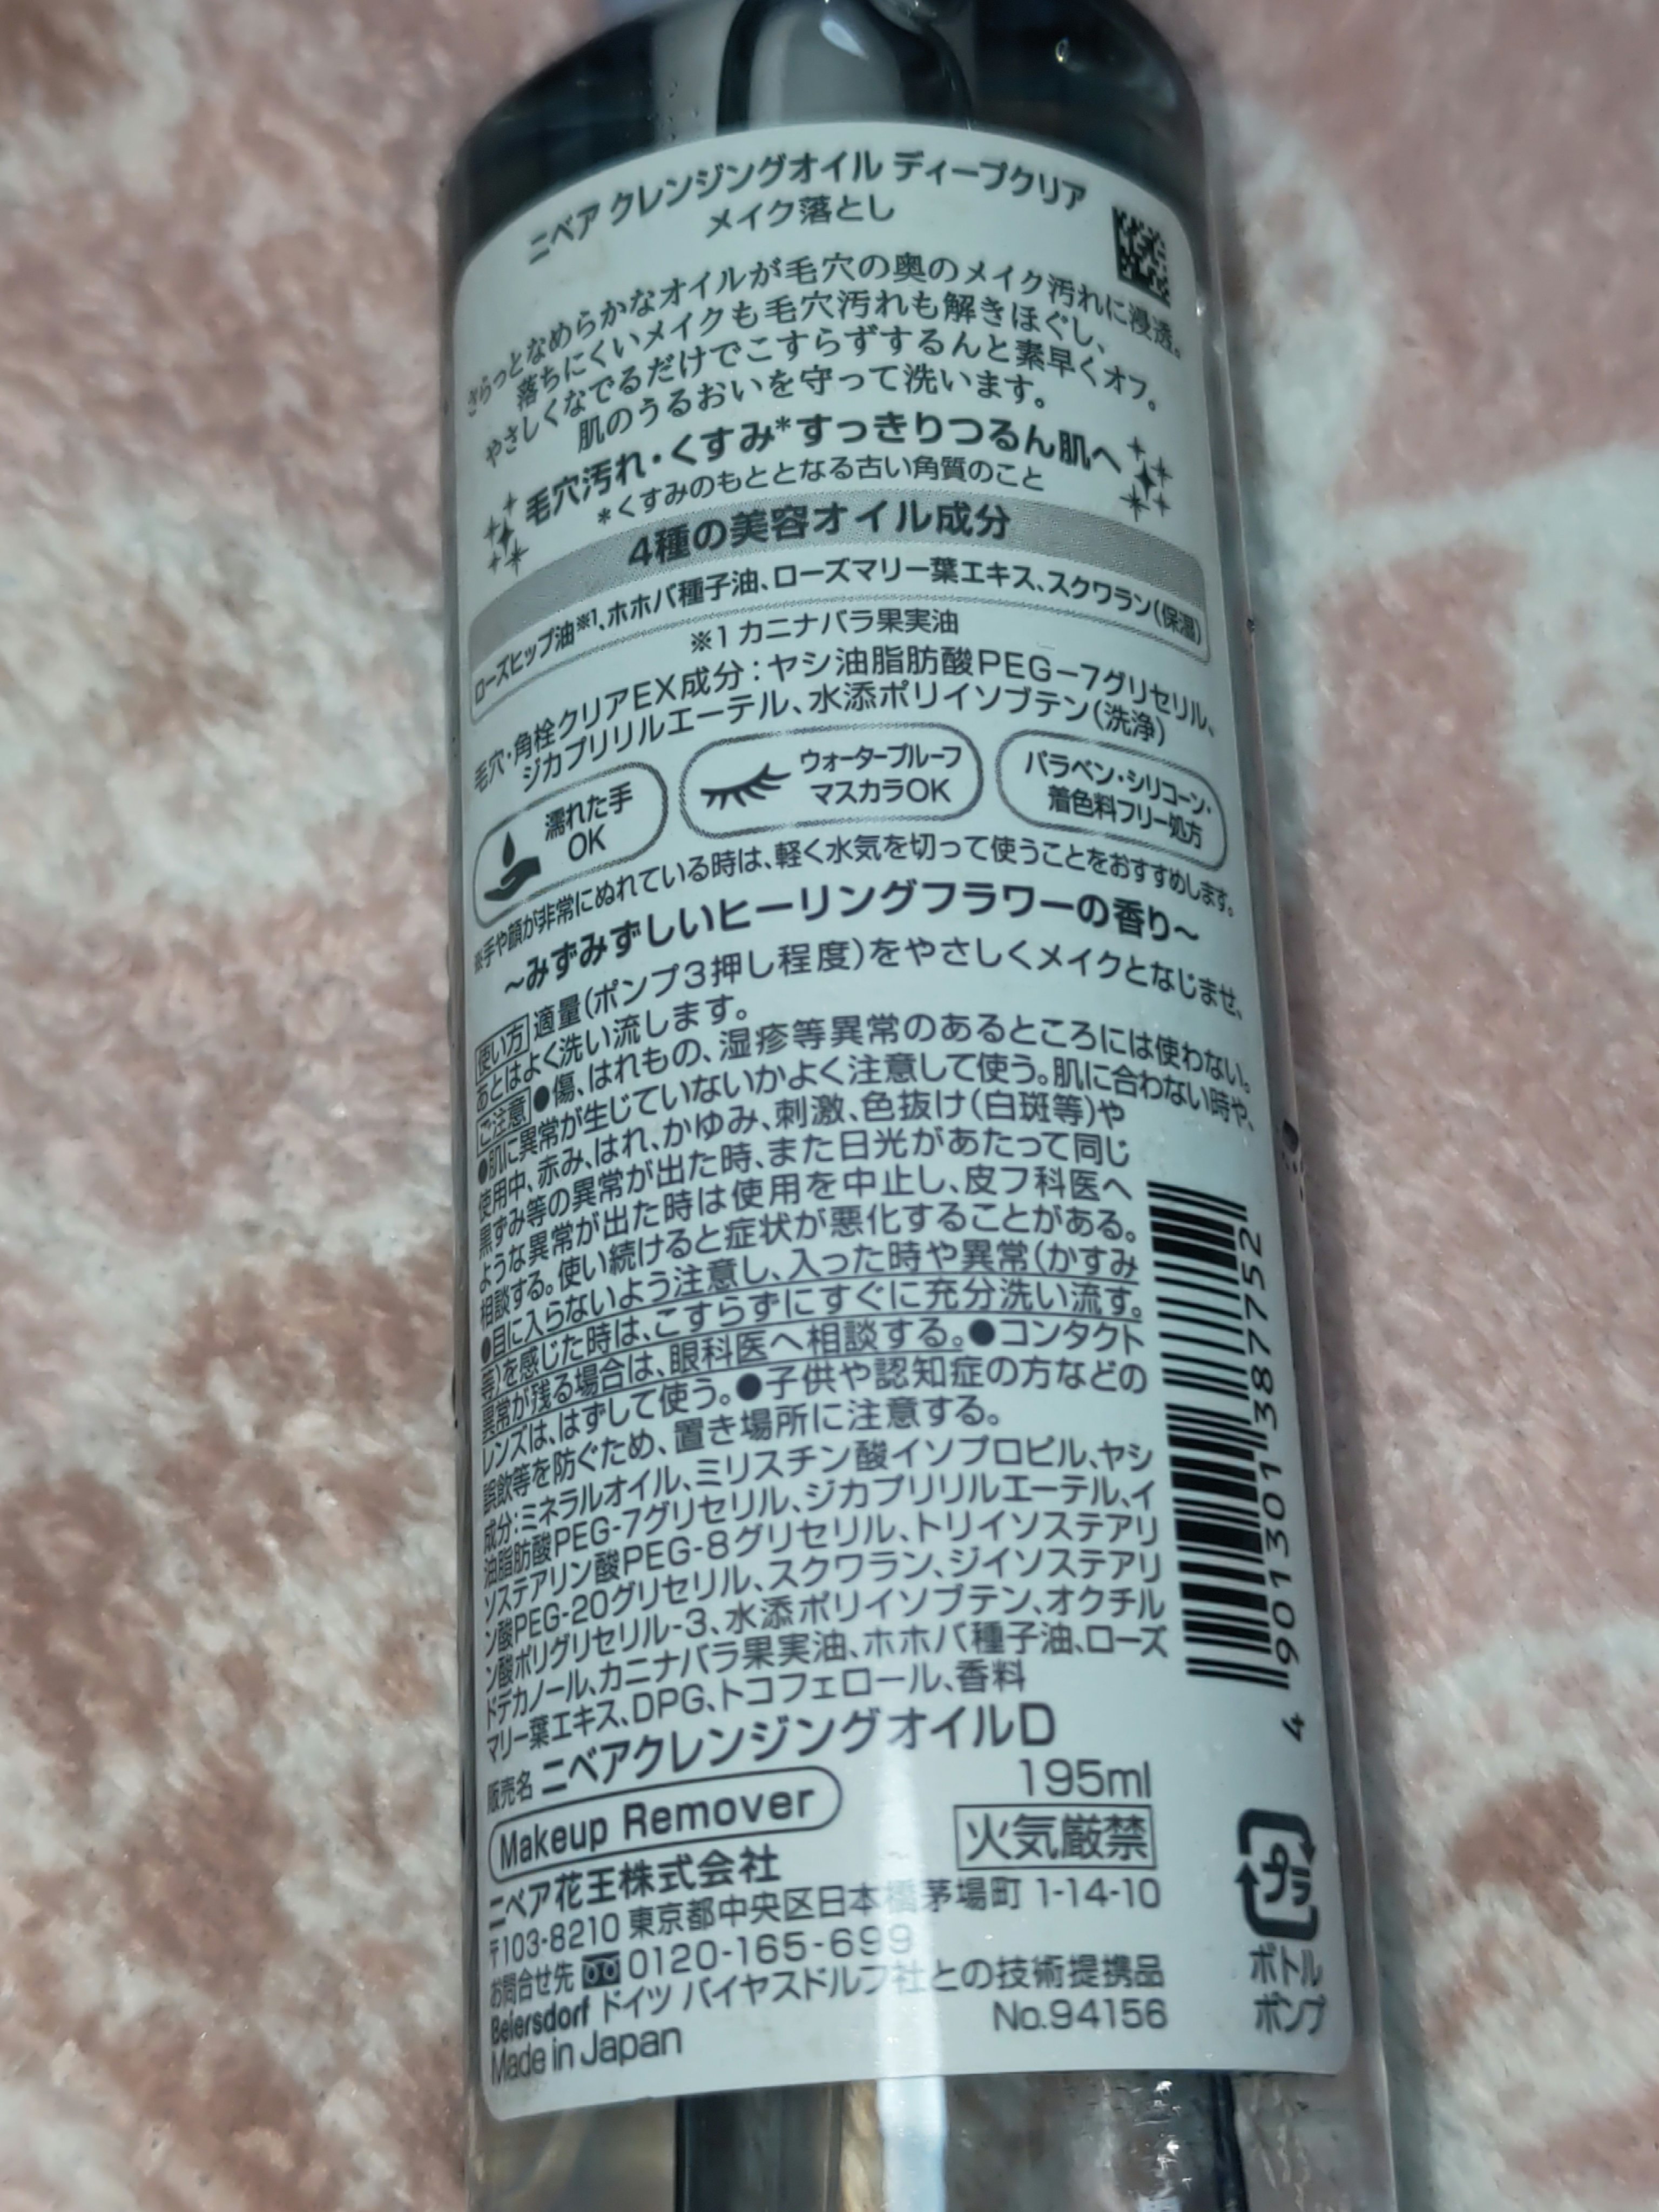 ニベア クレンジングオイル ディープクリア
メイク落とし
さらっとなめらかなオイルが毛穴の奥のメイク汚れに浸透。
落ちにくいメイクも毛穴汚れも解きほぐし、
やさしくなでるだけでこすらずするんと素早くオフ。
肌のうるおいを守って洗います。
毛穴汚れ・くすみ*すっきりつるん肌へ
*くすみのもととなる古い角質のこと
4種の美容オイル成分
ローズヒップ油※1、ホホバ種子油、ローズマリー葉エキス、スクワラン(保湿)
※1 カニナバラ果実油
毛穴・角栓クリアEX成分：ヤシ油脂肪酸PEG-7グリセリル、
ジカプリリルエーテル、水添ポリイソブテン(洗浄)
濡れた手
OK
ウォータープルーフ
マスカラOK
パラベン・シリコーン・
着色料フリー処方
※手や顔が非常にぬれている時は、軽く水気を切って使うことをおすすめします。
～みずみずしいヒーリングフラワーの香り～
使い方 適量(ポンプ3押し程度)をやさしくメイクとなじませ、
あとはよく洗い流します。
ご注意 ●傷、はれもの、湿疹等異常のあるところには使わない。
●肌に異常が生じていないかよく注意して使う。肌に合わない時や、
使用中、赤み、はれ、かゆみ、刺激、色抜け(白斑等)や
黒ずみ等の異常が出た時、また日光があたって同じ
ような異常が出た時は使用を中止し、皮フ科医へ
相談する。使い続けると症状が悪化することがある。
●目に入らないよう注意し、入った時や異常(かすみ
等)を感じた時は、こすらずにすぐに充分洗い流す。
異常が残る場合は、眼科医へ相談する。●コンタクト
レンズは、はずして使う。●子供や認知症の方などの
誤飲等を防ぐため、置き場所に注意する。
成分：ミネラルオイル、ミリスチン酸イソプロピル、ヤシ
油脂肪酸PEG-7グリセリル、ジカプリリルエーテル、イ
ソステアリン酸PEG-8グリセリル、トリイソステアリ
ン酸PEG-20グリセリル、スクワラン、ジイソステアリ
ン酸ポリグリセリル-3、水添ポリイソブテン、オクチル
ドデカノール、カニナバラ果実油、ホホバ種子油、ローズ
マリー葉エキス、DPG、トコフェロール、香料
販売名 ニベアクレンジングオイルD
195ml
Makeup Remover
火気厳禁
ニベア花王株式会社
〒103-8210 東京都中央区日本橋茅場町 1-14-10
お問合せ先 0120-165-699
Beiersdorf ドイツ バイヤスドルフ社との技術提携品
Made in Japan
No.94156
4 901301 387752
プラ
ボトル
ポンプ